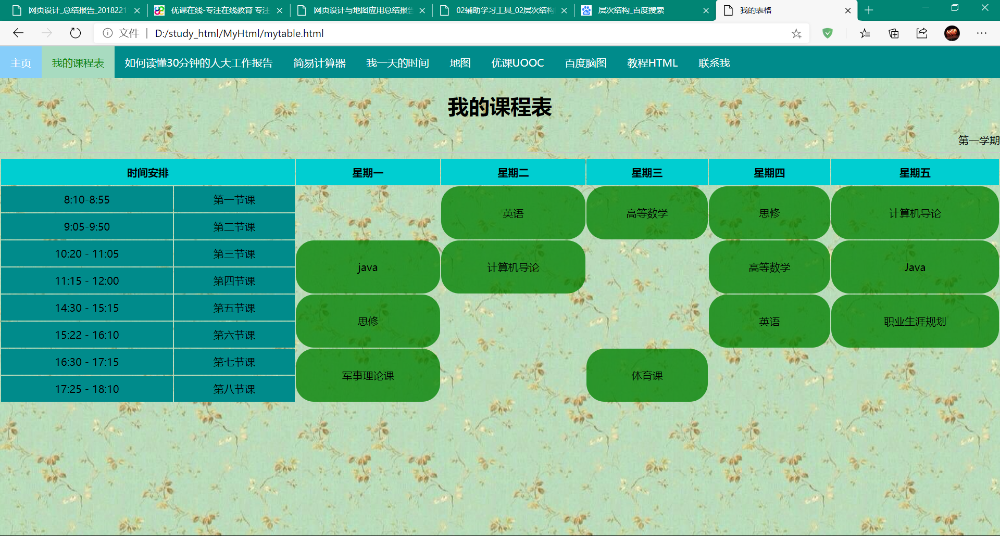 网页设计_总结报告_2018221
优课在线-专注在线教育 专注
网页设计与地图应用总结报告
02辅助学习工具_02层次结构
层次结构_百度搜索
我的表格
文件 | D:/study_html/MyHtml/mytable.html
主页 我的课程表 如何读懂30分钟的人大工作报告 简易计算器 我一天的时间 地图 优课UOOC 百度脑图 教程HTML 联系我
我的课程表
第一学期
时间安排 星期一 星期二 星期三 星期四 星期五
8:10-8:55 第一节课
英语 高等数学 思修 计算机导论
9:05-9:50 第二节课
10:20 - 11:05 第三节课
java 计算机导论 高等数学 Java
11:15 - 12:00 第四节课
14:30 - 15:15 第五节课
思修 英语 职业生涯规划
15:22 - 16:10 第六节课
16:30 - 17:15 第七节课
军事理论课 体育课
17:25 - 18:10 第八节课